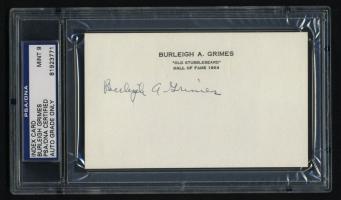 BURLEIGH A. GRIMES
"OLD STUBBLEBEARD"
HALL OF FAME 1964
Burleigh A. Grimes
PSA/DNA
INDEX CARD
BURLEIGH GRIMES
PSA/DNA CERTIFIED
AUTO GRADE ONLY
MINT 9
81923771